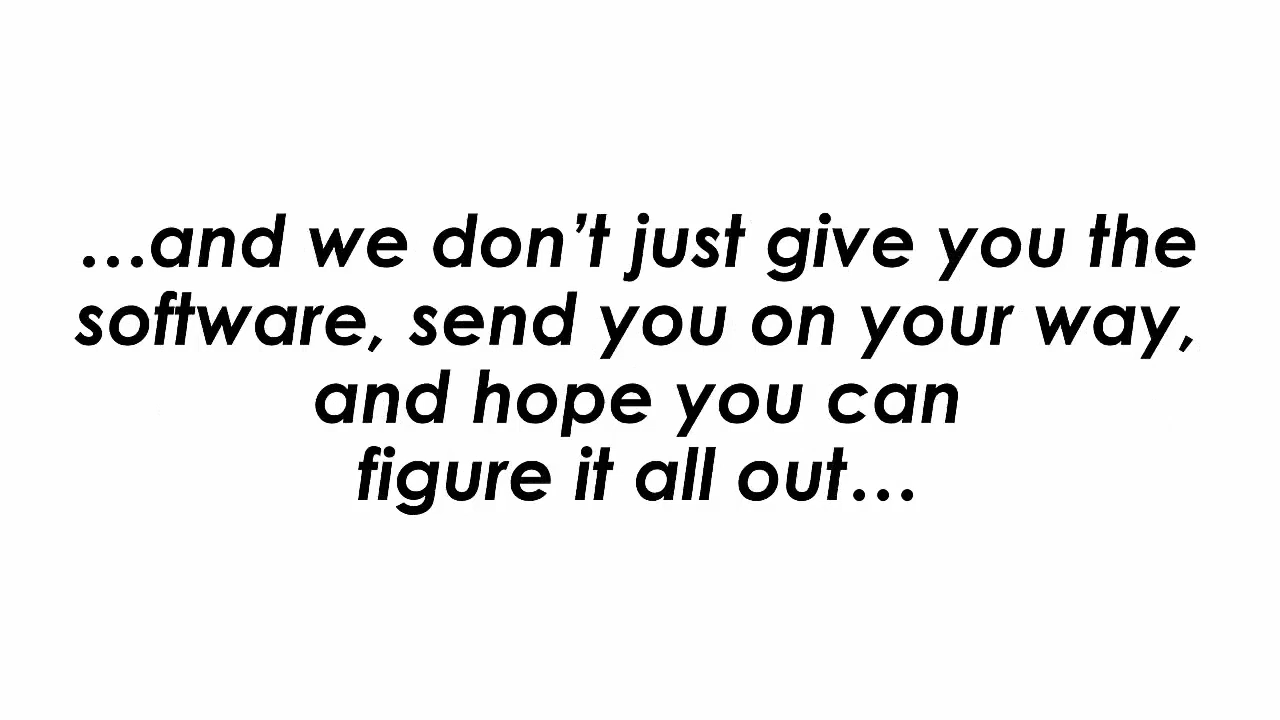 …and we don’t just give you the
software, send you on your way,
and hope you can
figure it all out…